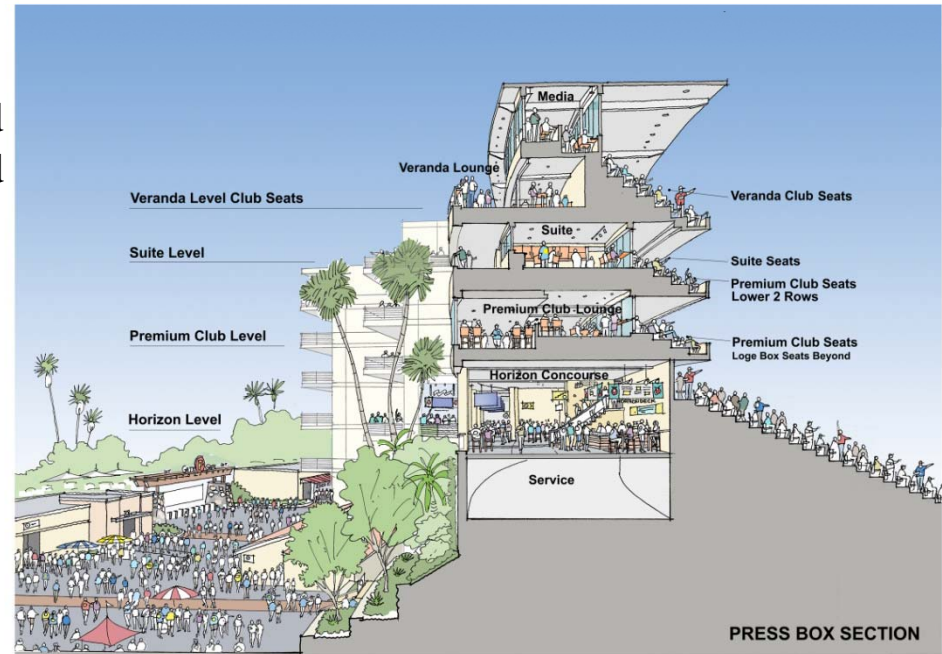 Media
Veranda Lounge
Veranda Level Club Seats
Veranda Club Seats
Suite Level
Suite
Suite Seats
Premium Club Seats
Lower 2 Rows
Premium Club Lounge
Premium Club Level
Premium Club Seats
Loge Box Seats Beyond
Horizon Concourse
Horizon Level
Service
PRESS BOX SECTION